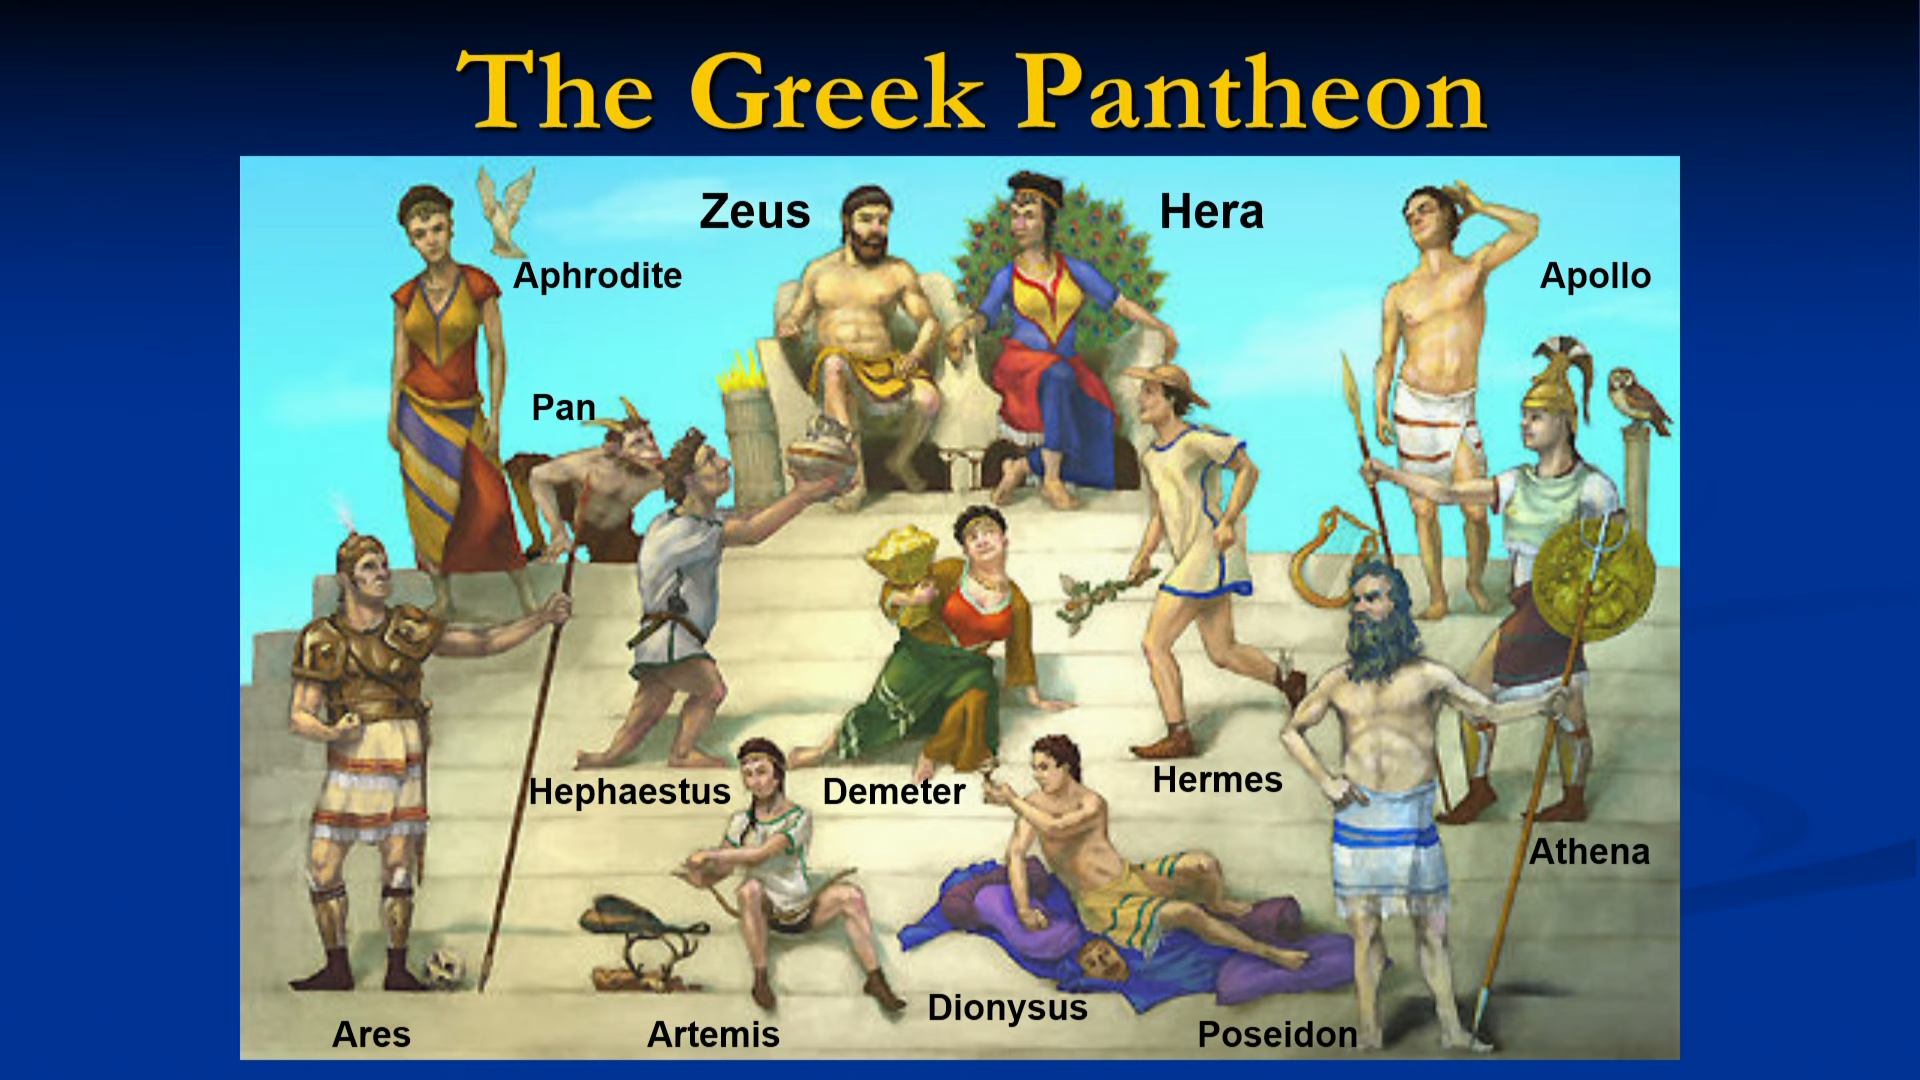 The Greek Pantheon
Zeus
Hera
Aphrodite
Apollo
Pan
Hephaestus
Demeter
Hermes
Athena
Dionysus
Ares
Artemis
Poseidon